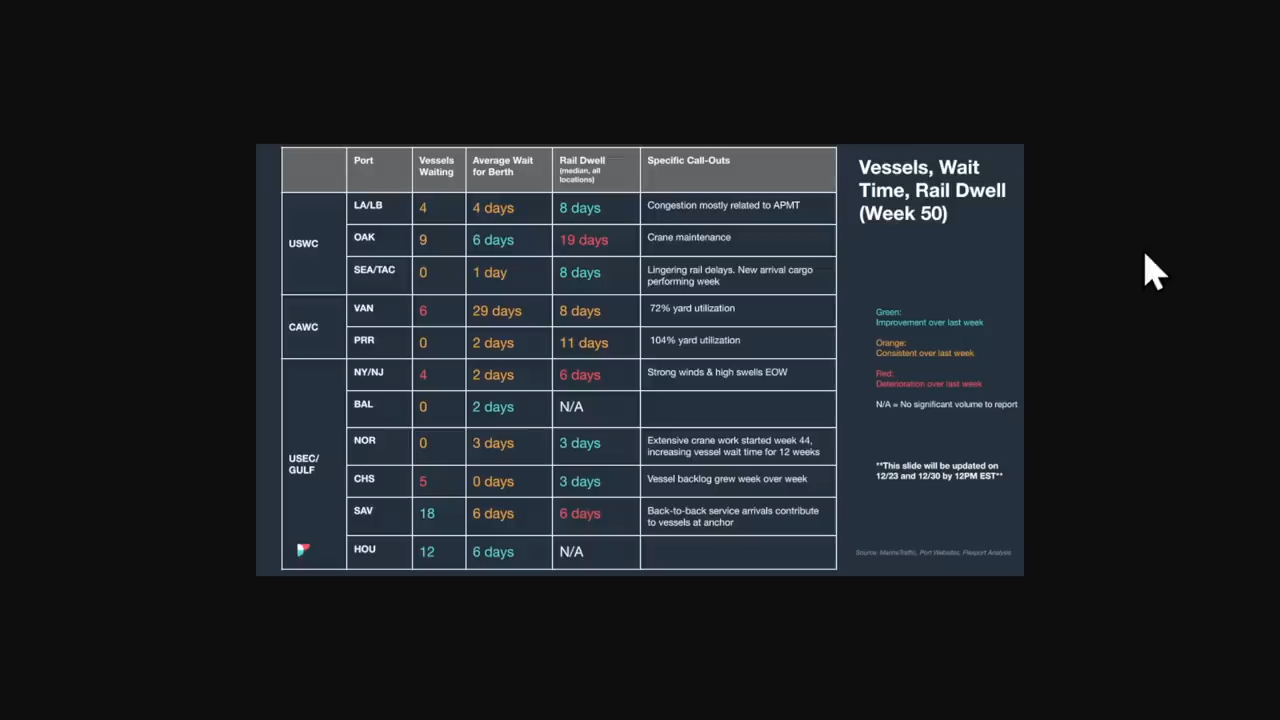 Port
Vessels
Waiting
Average Wait
for Berth
Rail Dwell
(median, all
locations)
Specific Call-Outs
USWC
LA/LB
4
4 days
8 days
Congestion mostly related to APMT
OAK
9
6 days
19 days
Crane maintenance
SEA/TAC
0
1 day
8 days
Lingering rail delays. New arrival cargo
performing week
CAWC
VAN
6
29 days
8 days
72% yard utilization
PRR
0
2 days
11 days
104% yard utilization
USEC/
GULF
NY/NJ
4
2 days
6 days
Strong winds & high swells EOW
BAL
0
2 days
N/A
NOR
0
3 days
3 days
Extensive crane work started week 44,
increasing vessel wait time for 12 weeks
CHS
5
0 days
3 days
Vessel backlog grew week over week
SAV
18
6 days
6 days
Back-to-back service arrivals contribute
to vessels at anchor
HOU
12
6 days
N/A
Vessels, Wait
Time, Rail Dwell
(Week 50)
Green:
Improvement over last week
Orange:
Consistent over last week
Red:
Deterioration over last week
N/A = No significant volume to report
**This slide will be updated on
12/23 and 12/30 by 12PM EST**
Source: MarineTraffic, Port Websites, Flexport Analysis